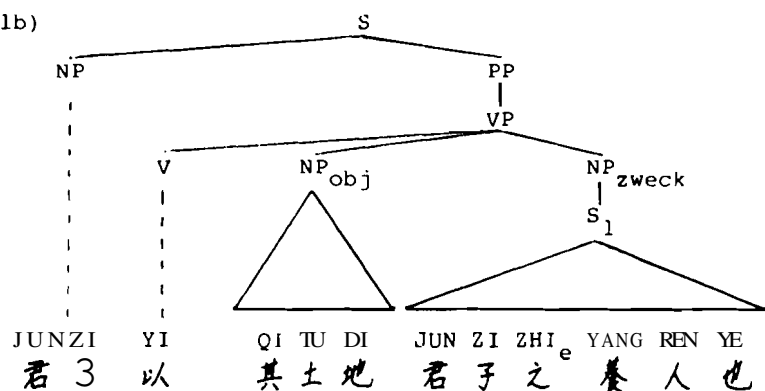 1b)
S
NP PP
VP
V NP obj NP zweck
S 1
JUNZI YI QI TU DI JUN ZI ZHI e YANG REN YE
君子以其土地君子之養人也